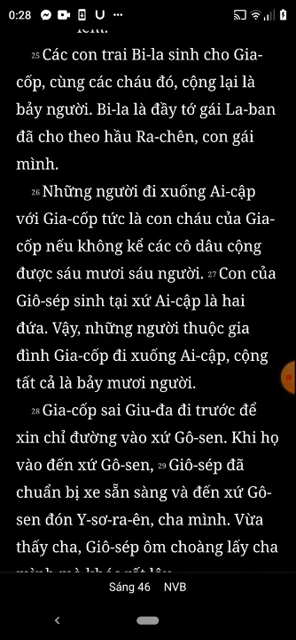 0:28
25 Các con trai Bi-la sinh cho Gia-
cốp, cùng các cháu đó, cộng lại là
bảy người. Bi-la là đầy tớ gái La-ban
đã cho theo hầu Ra-chên, con gái
mình.
26 Những người đi xuống Ai-cập
với Gia-cốp tức là con cháu của Gia-
cốp nếu không kể các cô dâu cộng
được sáu mươi sáu người. 27 Con của
Giô-sép sinh tại xứ Ai-cập là hai
đứa. Vậy, những người thuộc gia
đình Gia-cốp đi xuống Ai-cập, cộng
tất cả là bảy mươi người.
28 Gia-cốp sai Giu-đa đi trước để
xin chỉ đường vào xứ Gô-sen. Khi họ
vào đến xứ Gô-sen, 29 Giô-sép đã
chuẩn bị xe sẵn sàng và đến xứ Gô-
sen đón Y-sơ-ra-ên, cha mình. Vừa
thấy cha, Giô-sép ôm choàng lấy cha
Sáng 46 NVB